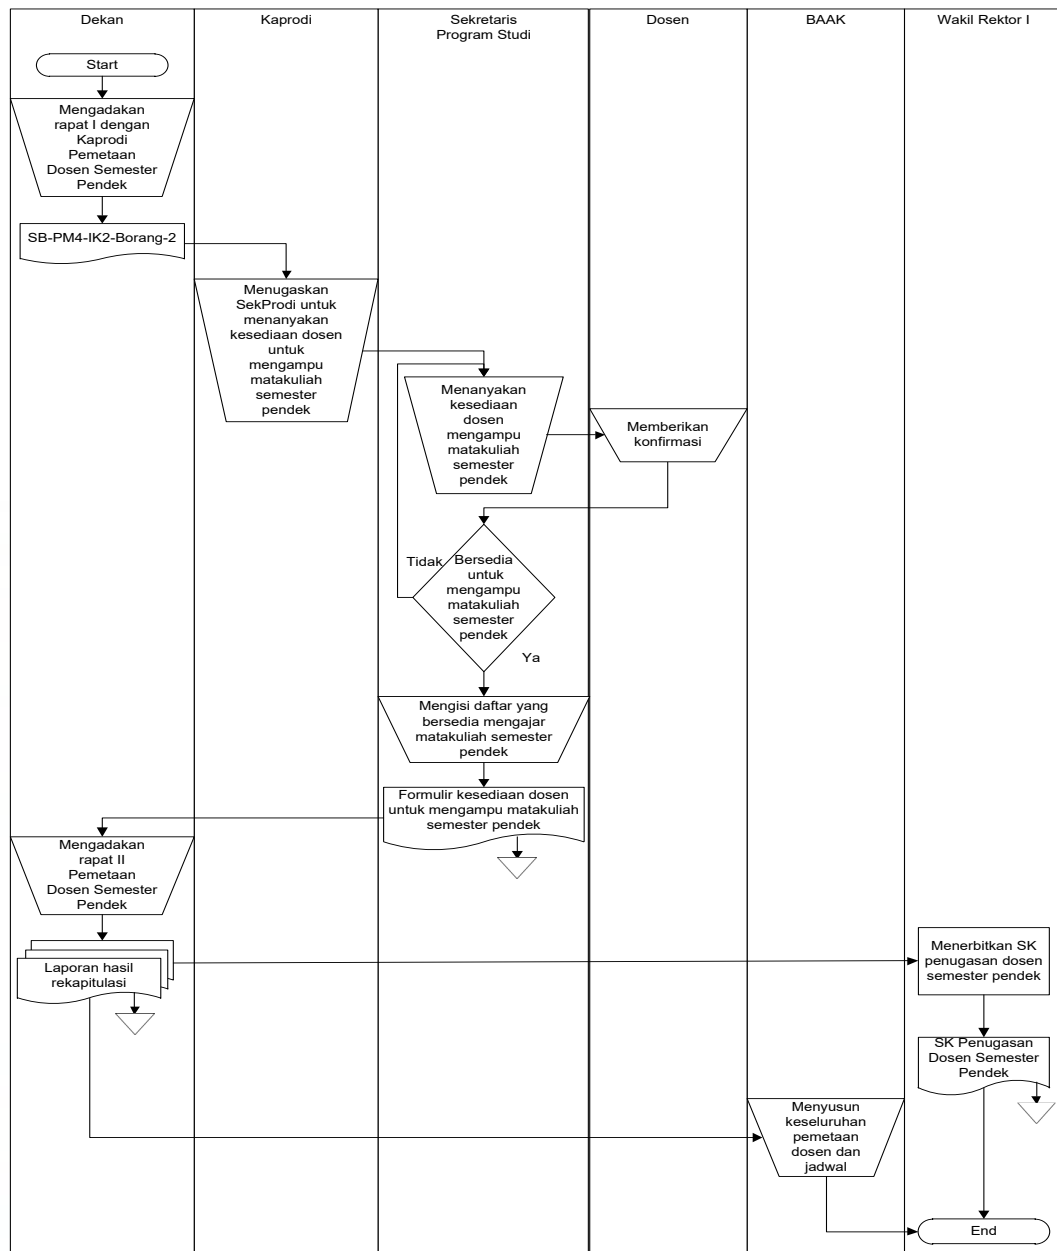 Dekan
Kaprodi
Sekretaris
Program Studi
Dosen
BAAK
Wakil Rektor I
Start
Mengadakan
rapat I dengan
Kaprodi
Pemetaan
Dosen Semester
Pendek
SB-PM4-IK2-Borang-2
Menugaskan
SekProdi untuk
menanyakan
kesediaan dosen
untuk
mengampu
matakuliah
semester
pendek
Menanyakan
kesediaan
dosen
mengampu
matakuliah
semester
pendek
Memberikan
konfirmasi
Tidak
Bersedia
untuk
mengampu
matakuliah
semester
pendek
Ya
Mengisi daftar yang
bersedia mengajar
matakuliah semester
pendek
Formulir kesediaan dosen
untuk mengampu matakuliah
semester pendek
Mengadakan
rapat II
Pemetaan
Dosen Semester
Pendek
Laporan hasil
rekapitulasi
Menerbitkan SK
penugasan dosen
semester pendek
SK Penugasan
Dosen Semester
Pendek
Menyusun
keseluruhan
pemetaan
dosen dan
jadwal
End